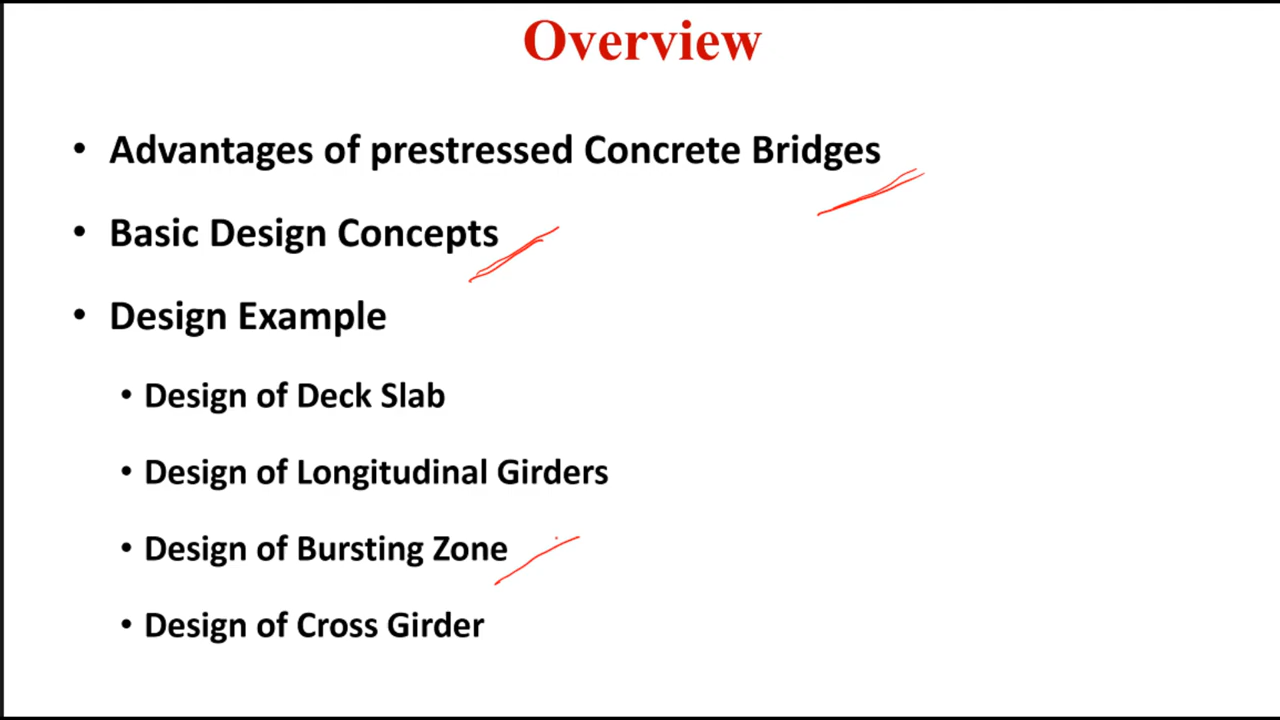 Overview
• Advantages of prestressed Concrete Bridges
• Basic Design Concepts
• Design Example
• Design of Deck Slab
• Design of Longitudinal Girders
• Design of Bursting Zone
• Design of Cross Girder